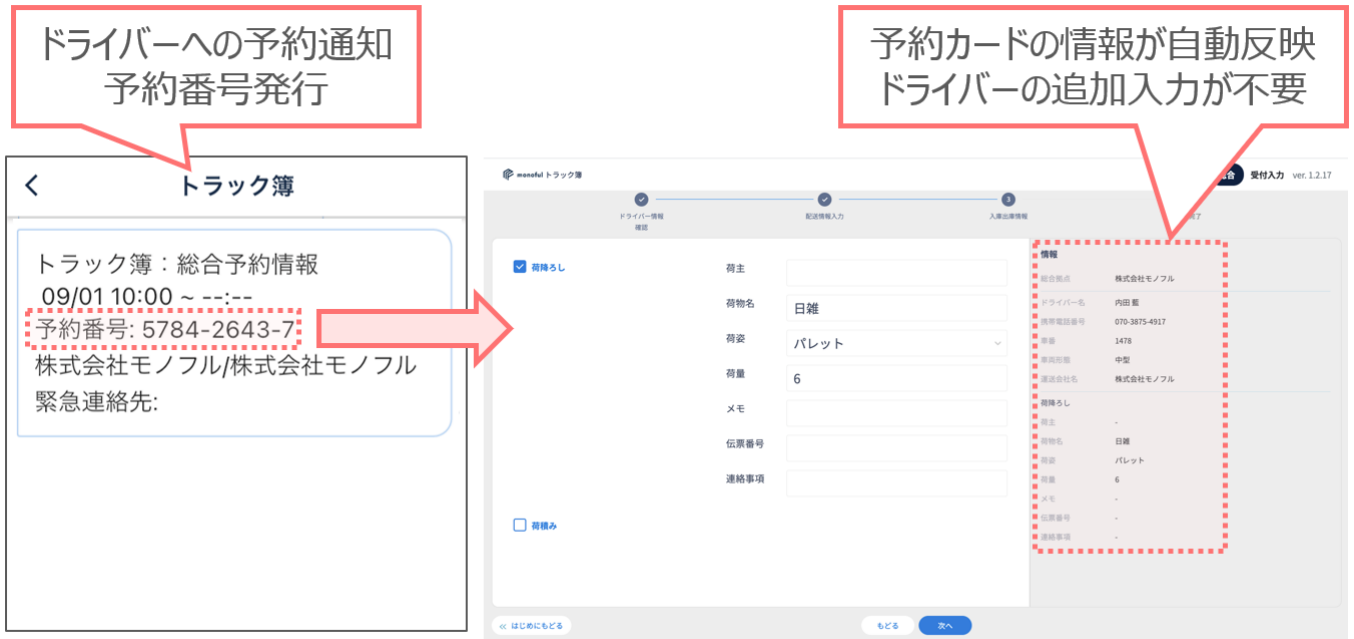 ドライバーへの予約通知
予約番号発行
予約カードの情報が自動反映
ドライバーの追加入力が不要
トラック簿
トラック簿：総合予約情報
09/01 10:00 ~ --:--
予約番号: 5784-2643-7
株式会社モノフル/株式会社モノフル
緊急連絡先:
monoful トラック簿
合 受付入力 ver. 1.2.17
ドライバー情報
確認
配送情報入力
3
入庫出庫情報
了
荷降ろし
荷主
荷物名 日雑
荷姿 パレット
荷量 6
メモ
伝票番号
連絡事項
荷積み
情報
総合拠点 株式会社モノフル
ドライバー名 内田 藍
携帯電話番号 070-3875-4917
車番 1478
車両形態 中型
運送会社名 株式会社モノフル
荷降ろし
荷主 -
荷物名 日雑
荷姿 パレット
荷量 6
メモ -
伝票番号 -
連絡事項 -
はじめにもどる
もどる
次へ